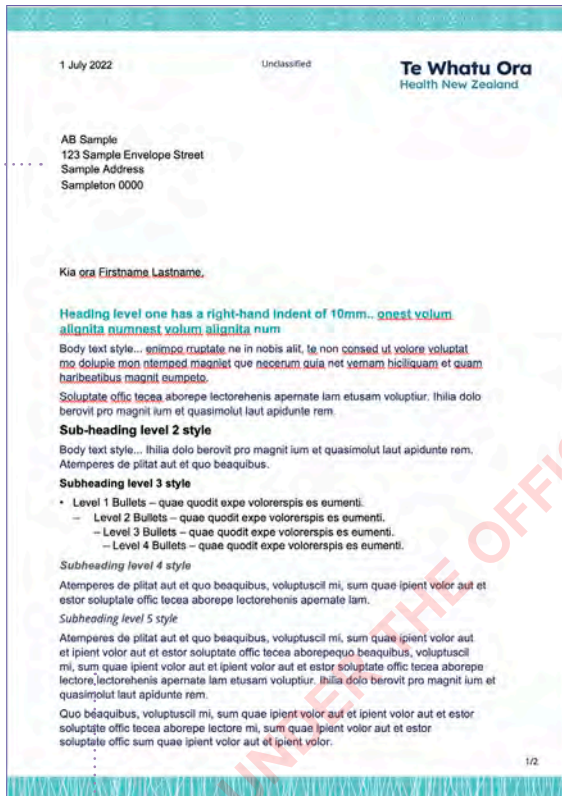 1 July 2022
Unclassified
Te Whatu Ora
Health New Zealand
AB Sample
123 Sample Envelope Street
Sample Address
Sampleton 0000
Kia ora Firstname Lastname,
Heading level one has a right-hand indent of 10mm.. onest volum
alignita numnest volum alignita num
Body text style... enimpo rruptate ne in nobis alit, te non consed ut volore voluptat
mo dolupie mon ntemped magniet que necerum quia net vernam hiciliquam et quam
haribeatibus magnit eumpeto.
Soluptate offic tecea aborepe lectorehenis apernate lam etusam voluptiur. Ihilia dolo
berovit pro magnit ium et quasimolut laut apidunte rem.
Sub-heading level 2 style
Body text style... Ihilia dolo berovit pro magnit ium et quasimolut laut apidunte rem.
Atemperes de plitat aut et quo beaquibus.
Subheading level 3 style
• Level 1 Bullets – quae quodit expe volorerspis es eumenti.
– Level 2 Bullets – quae quodit expe volorerspis es eumenti.
– Level 3 Bullets – quae quodit expe volorerspis es eumenti.
– Level 4 Bullets – quae quodit expe volorerspis es eumenti.
Subheading level 4 style
Atemperes de plitat aut et quo beaquibus, voluptuscil mi, sum quae ipient volor aut et
estor soluptate offic tecea aborepe lectorehenis apernate lam.
Subheading level 5 style
Atemperes de plitat aut et quo beaquibus, voluptuscil mi, sum quae ipient volor aut
et ipient volor aut et estor soluptate offic tecea aborepequo beaquibus, voluptuscil
mi, sum quae ipient volor aut et ipient volor aut et estor soluptate offic tecea aborepe
lectore,lectorehenis apernate lam etusam voluptiur. Ihilia dolo berovit pro magnit ium et
quasimolut laut apidunte rem.
Quo beaquibus, voluptuscil mi, sum quae ipient volor aut et ipient volor aut et estor
soluptate offic tecea aborepe lectore mi, sum quae ipient volor aut et estor
soluptate offic sum quae ipient volor aut et ipient volor.
1/2
UNDER THE OFFI